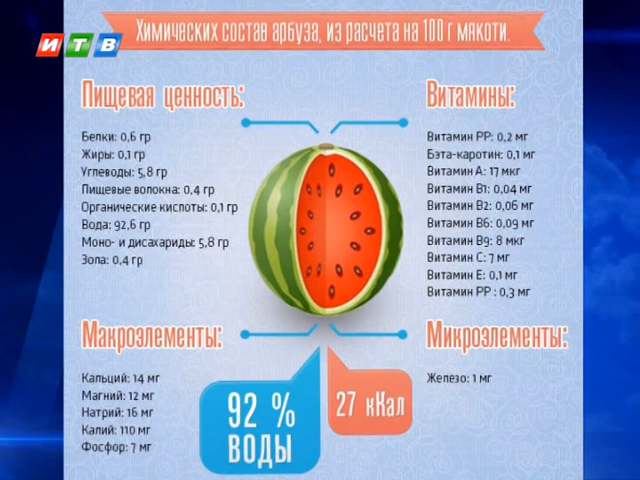 ИТВ
Химических состав арбуза, из расчета на 100 г мякоти.
Пищевая ценность:
Белки: 0,6 гр
Жиры: 0,1 гр
Углеводы: 5,8 гр
Пищевые волокна: 0,4 гр
Органические кислоты: 0,1 гр
Вода: 92,6 гр
Моно- и дисахариды: 5,8 гр
Зола: 0,4 гр
Витамины:
Витамин PP: 0,2 мг
Бэта-каротин: 0,1 мг
Витамин A: 17 мкг
Витамин B1: 0,04 мг
Витамин B2: 0,06 мг
Витамин B6: 0,09 мг
Витамин B9: 8 мкг
Витамин C: 7 мг
Витамин E: 0,1 мг
Витамин PP : 0,3 мг
Макроэлементы:
Кальций: 14 мг
Магний: 12 мг
Натрий: 16 мг
Калий: 110 мг
Фосфор: 7 мг
92 %
воды
27 кКал
Микроэлементы:
Железо: 1 мг